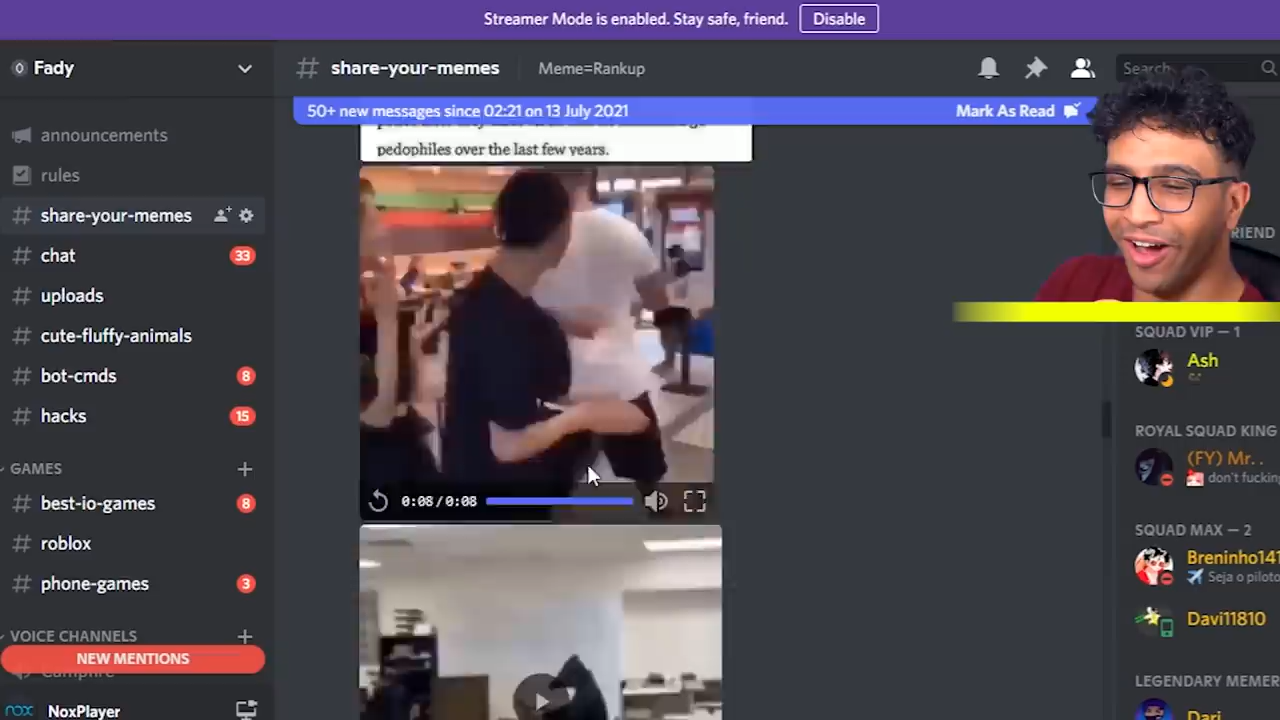 Streamer Mode is enabled. Stay safe, friend.
Disable
Fady
share-your-memes
Meme=Rankup
Search
50+ new messages since 02:21 on 13 July 2021
Mark As Read
announcements
rules
share-your-memes
chat
33
uploads
cute-fluffy-animals
bot-cmds
8
hacks
15
GAMES
best-io-games
8
roblox
phone-games
3
VOICE CHANNELS
NEW MENTIONS
nox
NoxPlayer
pedophiles over the last few years.
0:08/0:08
RIEND
SQUAD VIP — 1
Ash
ROYAL SQUAD KING
(FY) Mr. .
don't fucking
SQUAD MAX — 2
Breninho141
Seja o piloto
Davi11810
LEGENDARY MEMER
Dari